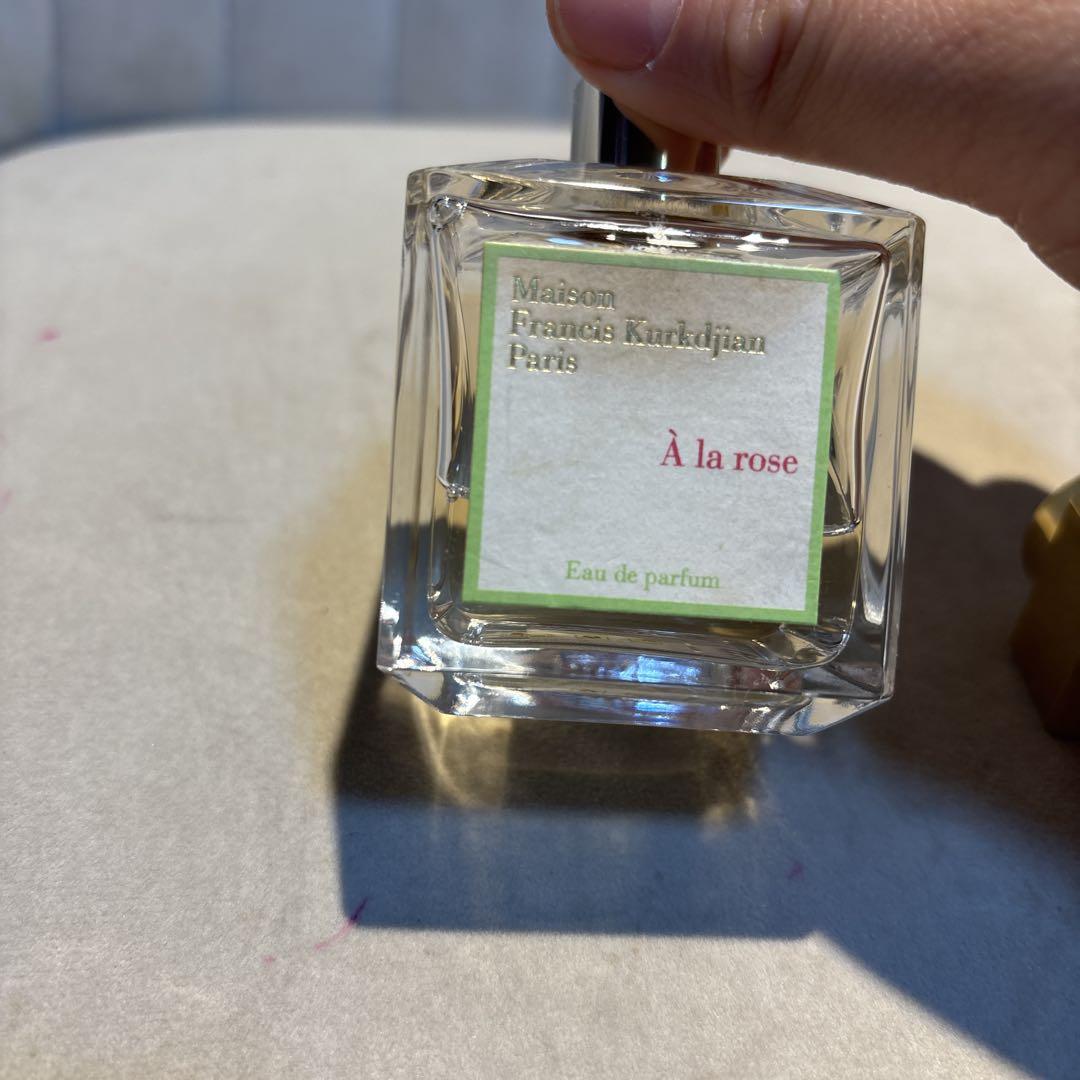 Maison
Francis Kurkdjian
Paris
À la rose
Eau de parfum